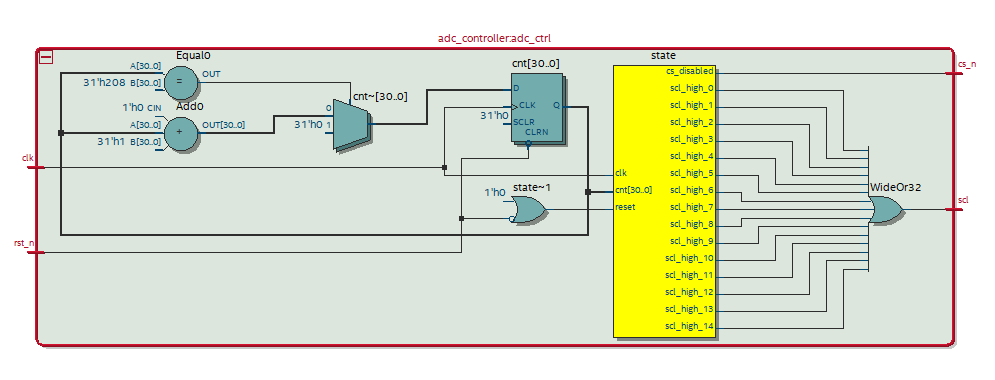 adc_controller:adc_ctrl
Equal0
A[30..0]
31'h208 B[30..0]
=
OUT
Add0
1'h0 CIN
A[30..0]
31'h1 B[30..0]
+
OUT[30..0]
cnt~[30..0]
0
31'h0 1
cnt[30..0]
D
CLK
31'h0
SCLR
CLRN
Q
state~1
1'h0
state
clk
cnt[30..0]
reset
cs_disabled
scl_high_0
scl_high_1
scl_high_2
scl_high_3
scl_high_4
scl_high_5
scl_high_6
scl_high_7
scl_high_8
scl_high_9
scl_high_10
scl_high_11
scl_high_12
scl_high_13
scl_high_14
WideOr32
clk
rst_n
cs_n
scl